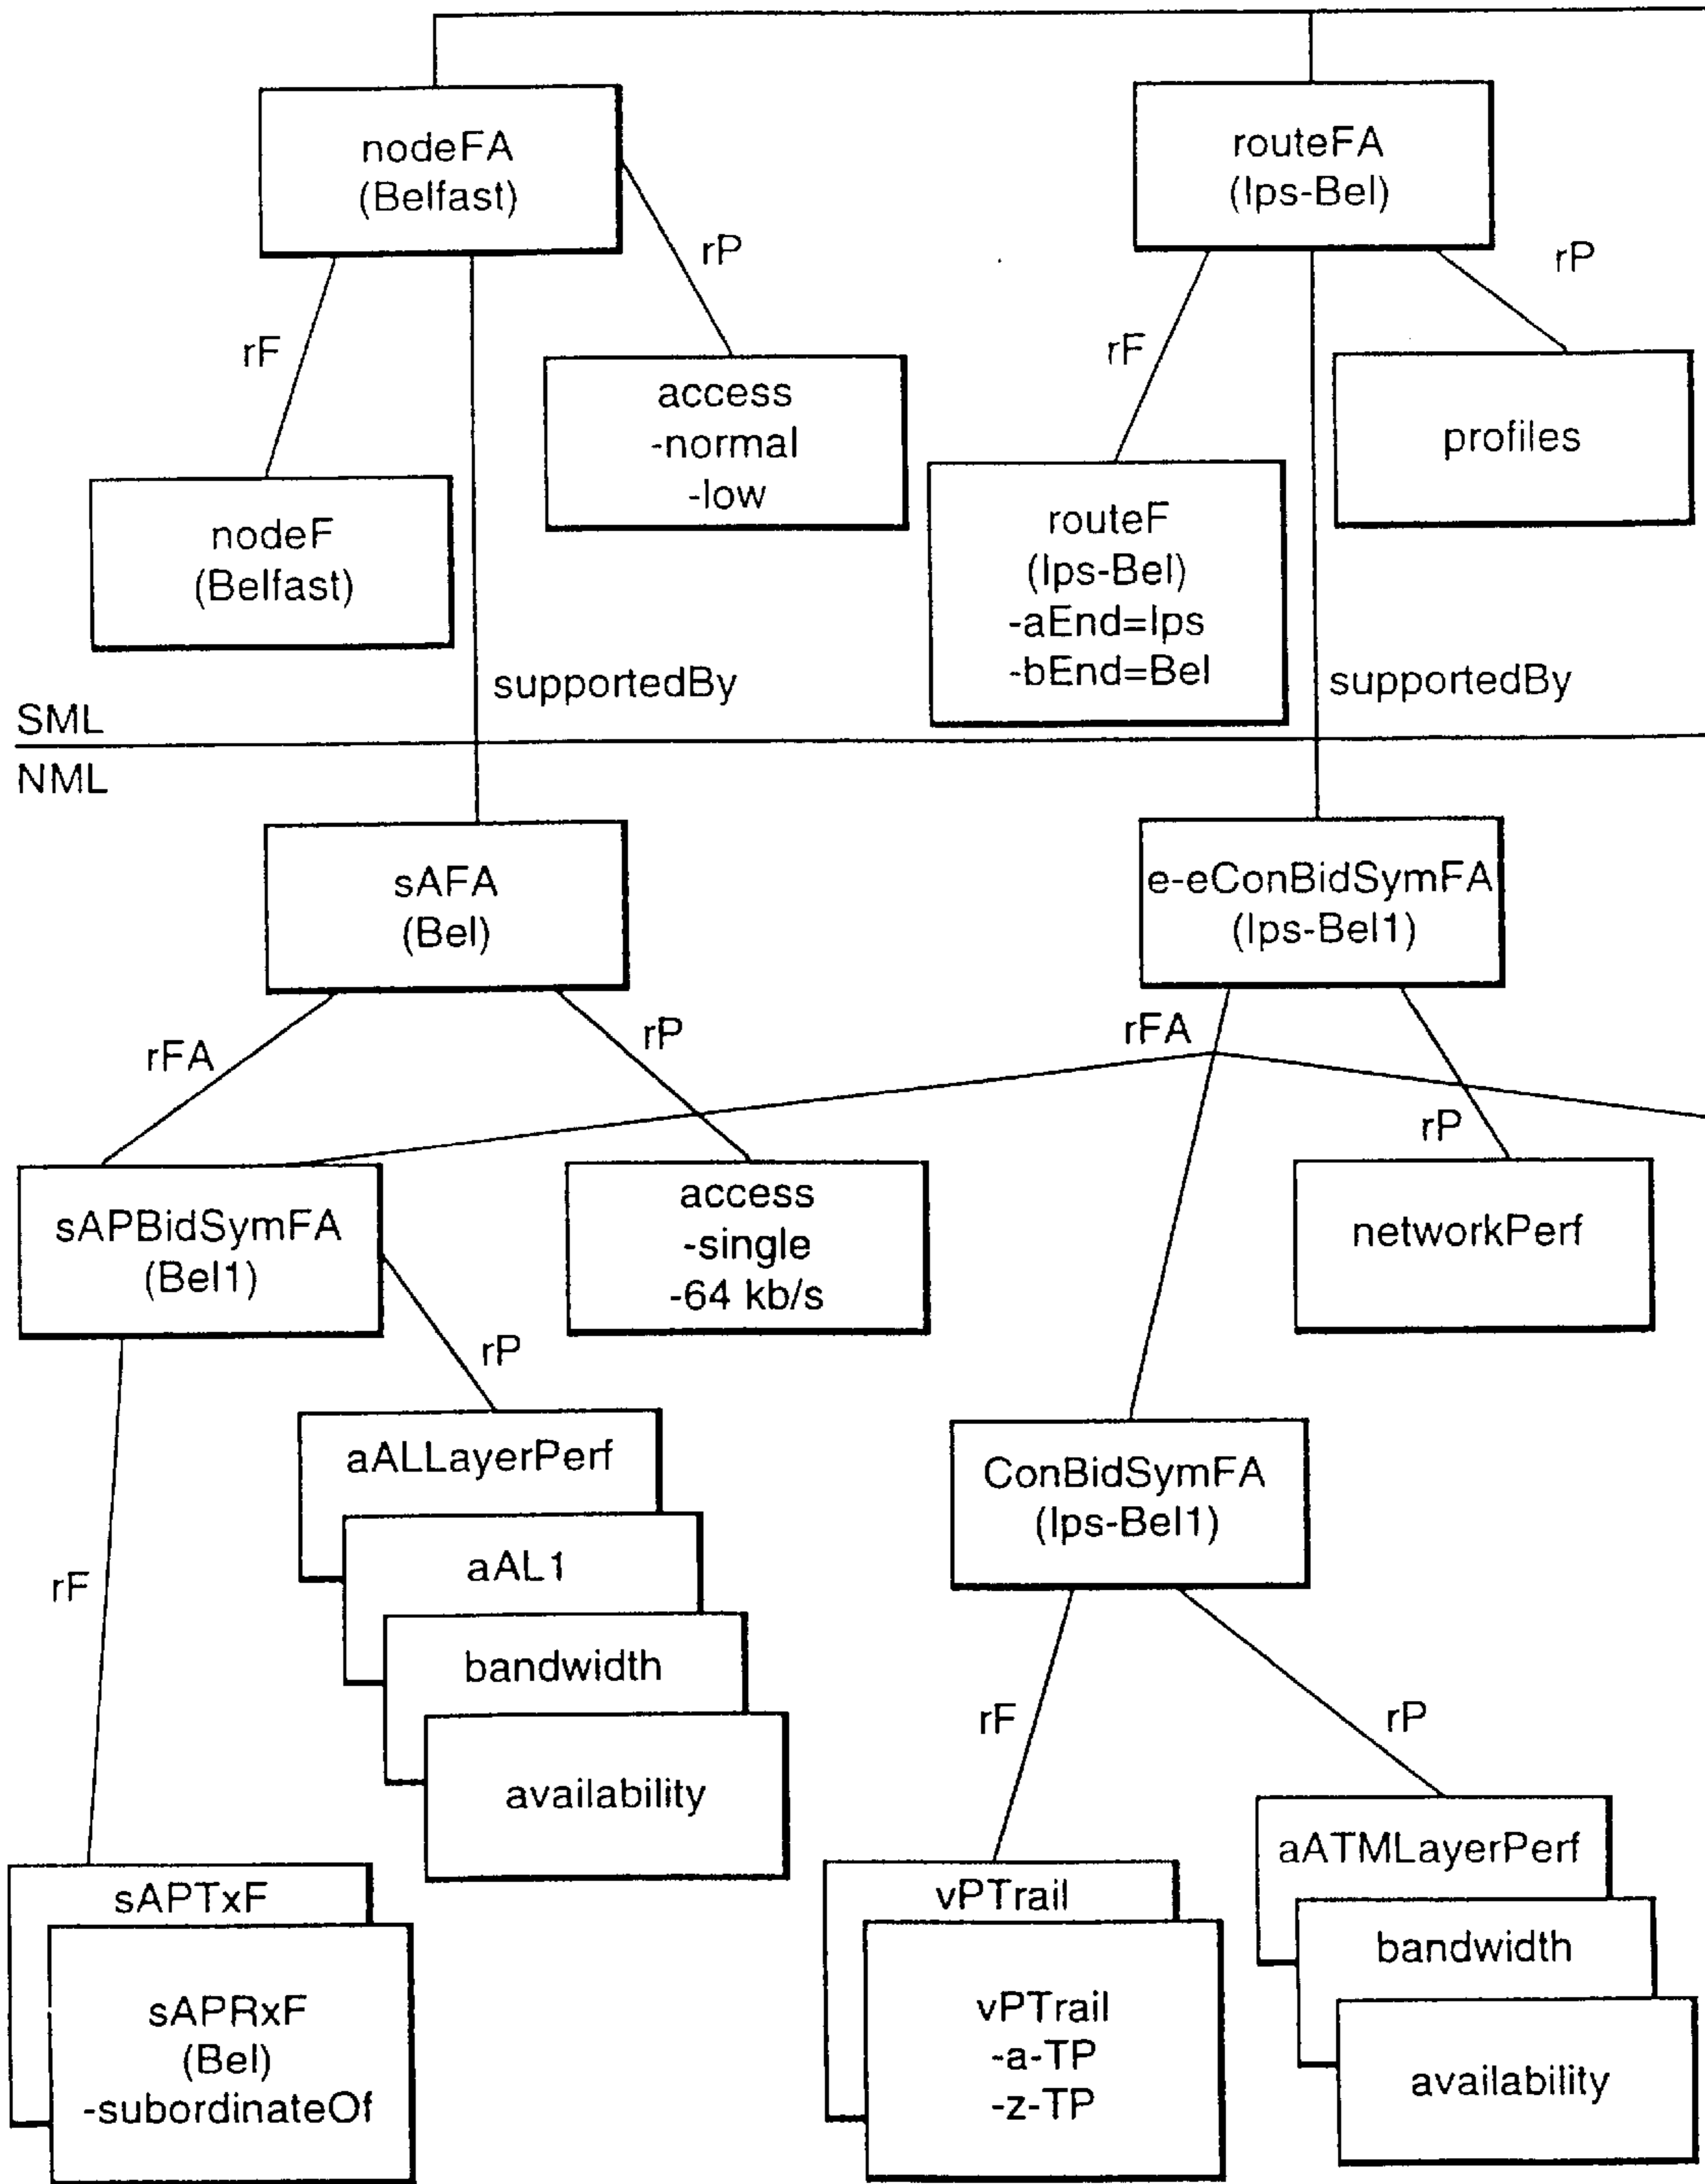 nodeFA
(Belfast)
routeFA
(Ips-Bel)
rP
rP
rF
rF
access
-normal
-low
profiles
nodeF
(Belfast)
routeF
(Ips-Bel)
-aEnd=Ips
-bEnd=Bel
supportedBy
supportedBy
SML
NML
sAFA
(Bel)
e-eConBidSymFA
(Ips-Bel1)
rFA
rP
rFA
rP
sAPBidSymFA
(Bel1)
access
-single
-64 kb/s
networkPerf
rP
aALLayerPerf
aAL1
bandwidth
availability
ConBidSymFA
(Ips-Bel1)
rF
rF
rP
sAPTxF
sAPRxF
(Bel)
-subordinateOf
vPTrail
vPTrail
-a-TP
-z-TP
aATMLayerPerf
bandwidth
availability